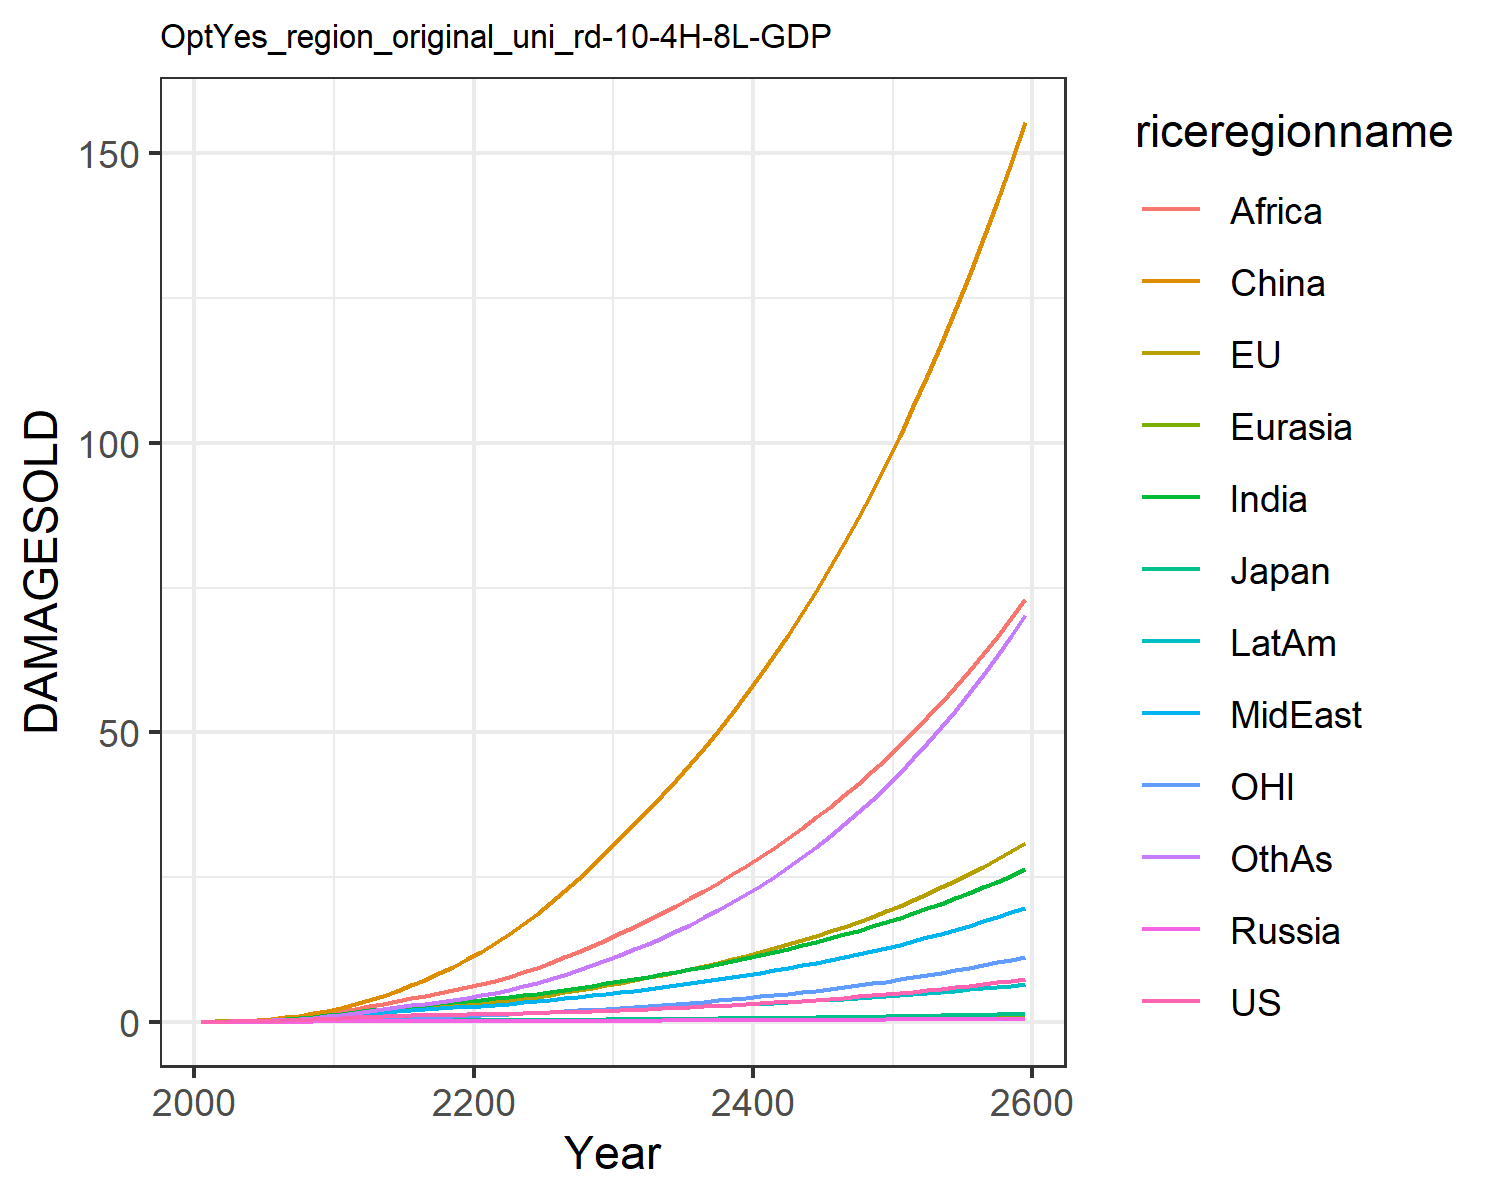 OptYes_region_original_uni_rd-10-4H-8L-GDP
DAMAGESOLD
150
100
50
0
2000 2200 2400 2600
Year
riceregionname
Africa
China
EU
Eurasia
India
Japan
LatAm
MidEast
OHI
OthAs
Russia
US